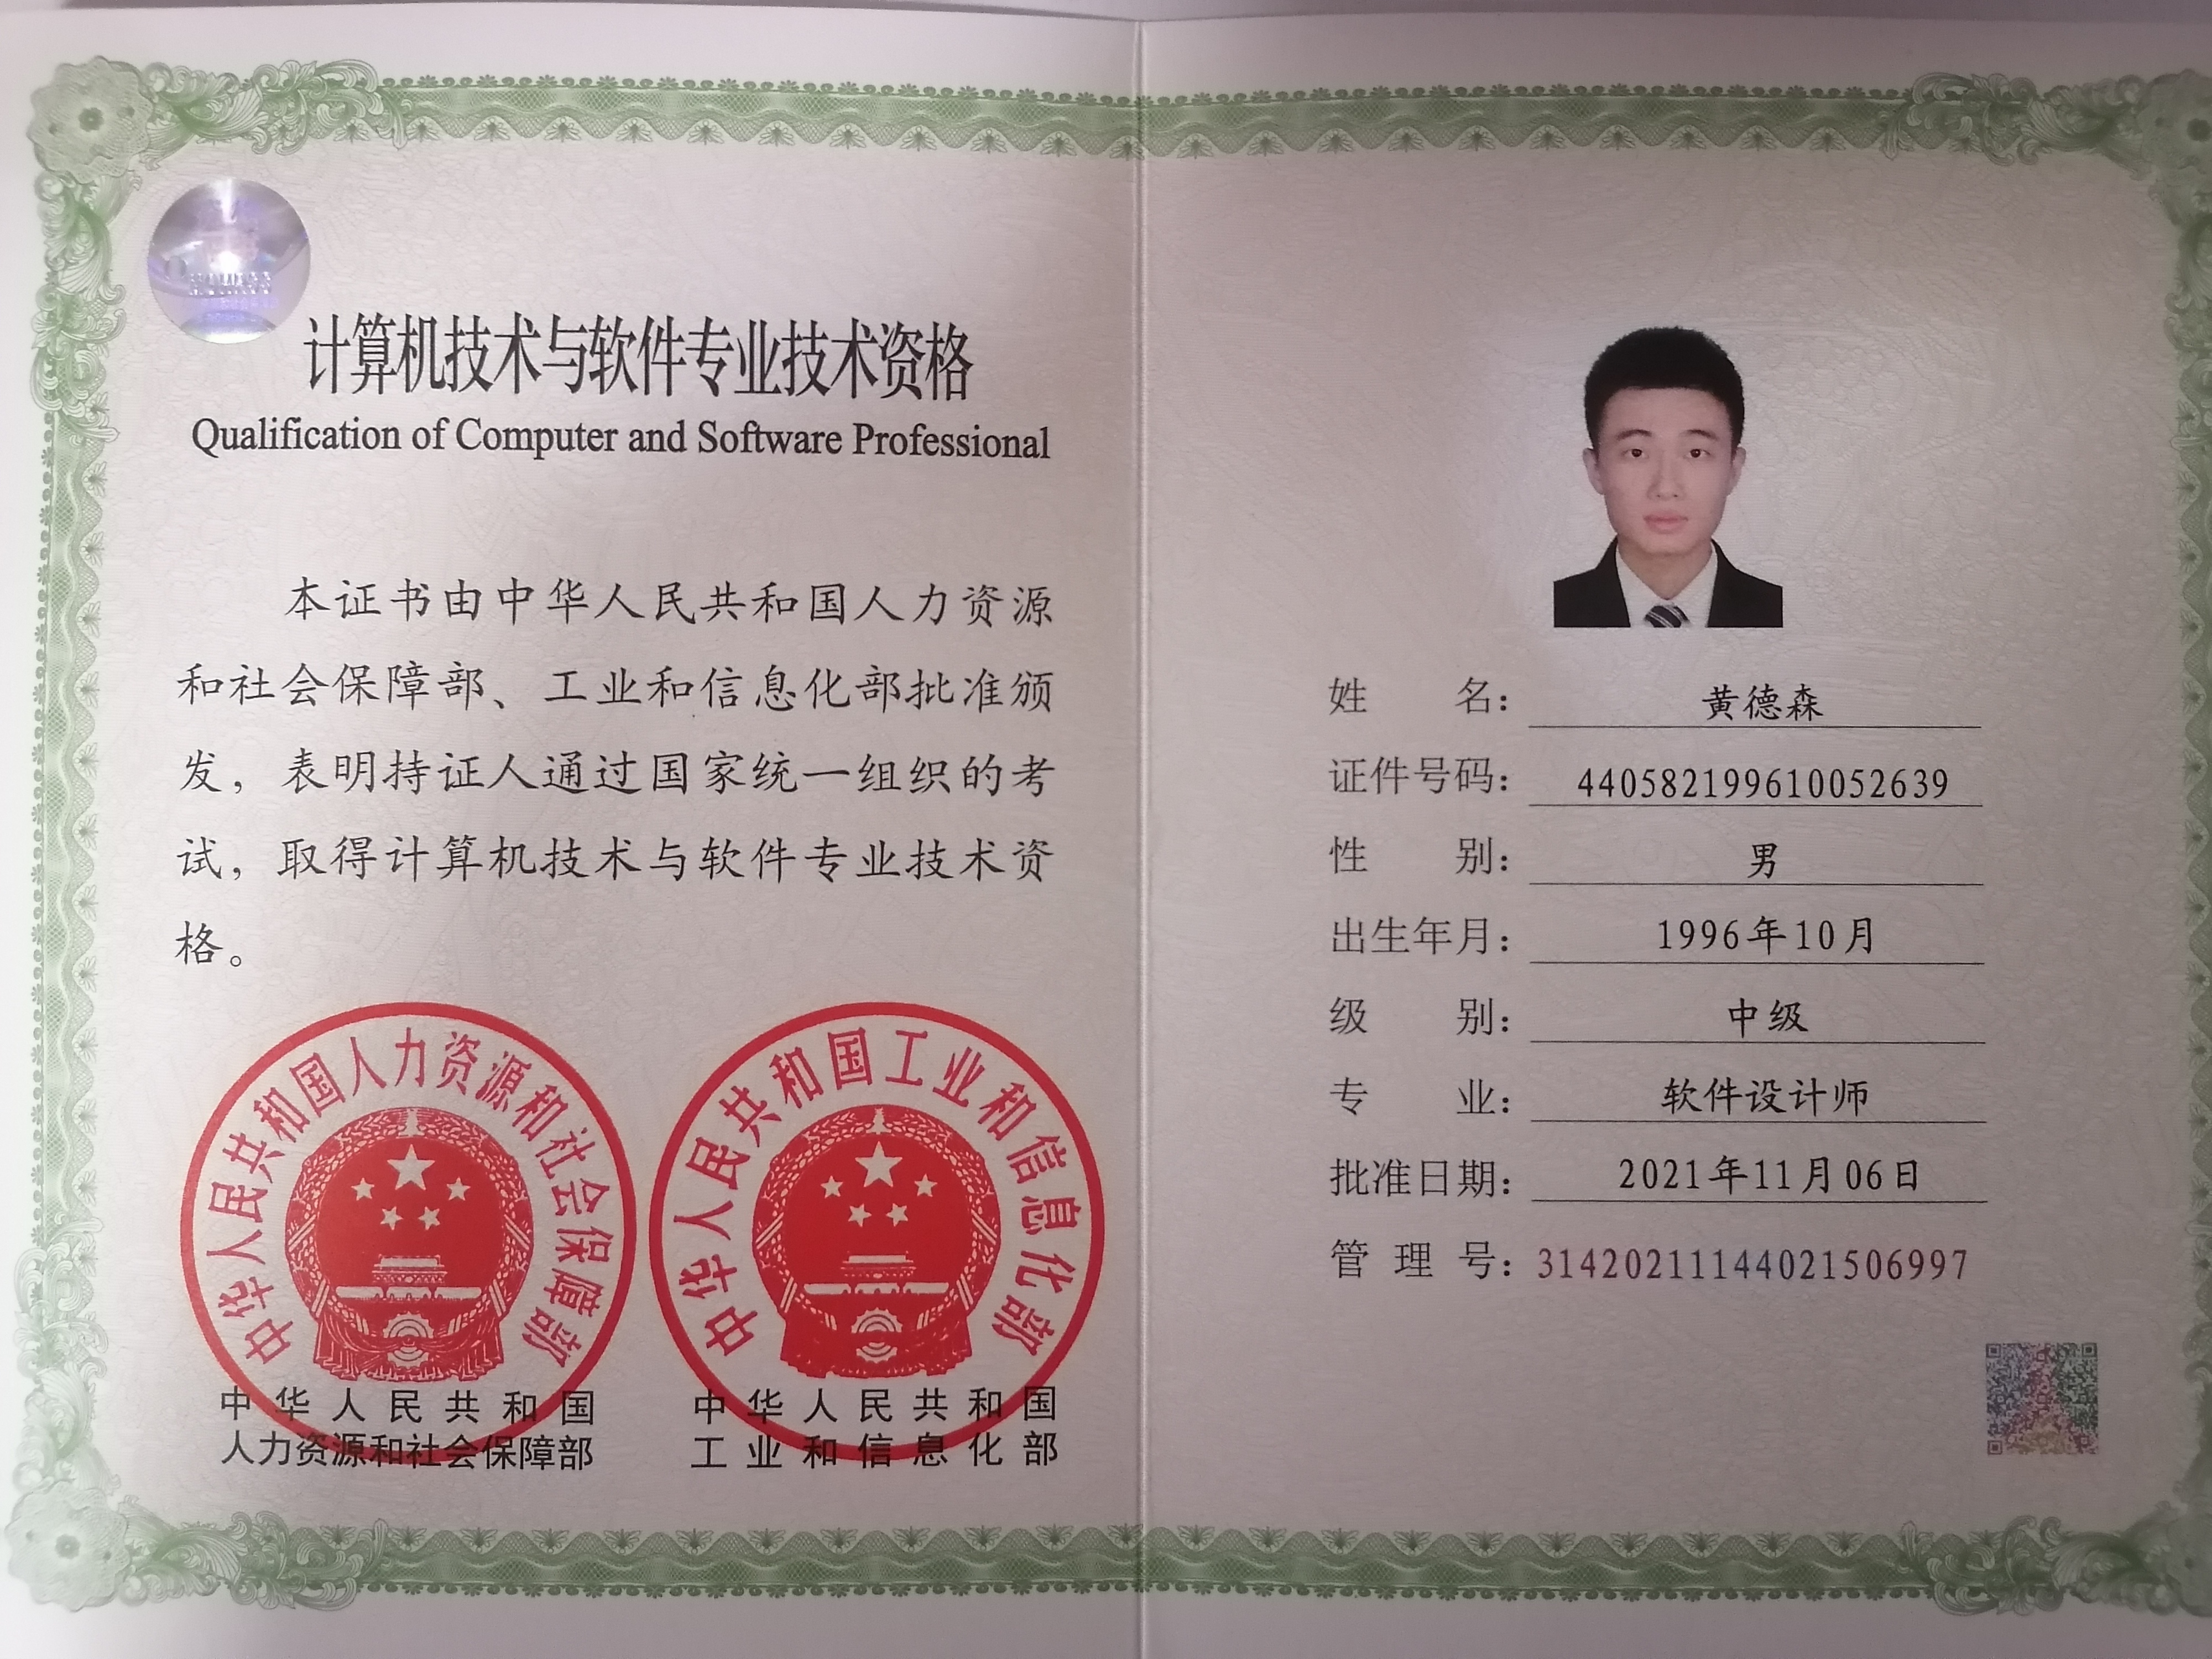 计算机技术与软件专业技术资格
Qualification of Computer and Software Professional
本证书由中华人民共和国人力资源
和社会保障部、工业和信息化部批准颁
发，表明持证人通过国家统一组织的考
试，取得计算机技术与软件专业技术资
格。
中华人民共和国人力资源和社会保障部
中华人民共和国工业和信息化部
中华人民共和国
人力资源和社会保障部
中华人民共和国
工业和信息化部
姓名：黄德森
证件号码：440582199610052639
性别：男
出生年月：1996年10月
级别：中级
专业：软件设计师
批准日期：2021年11月06日
管理号：31420211144021506997